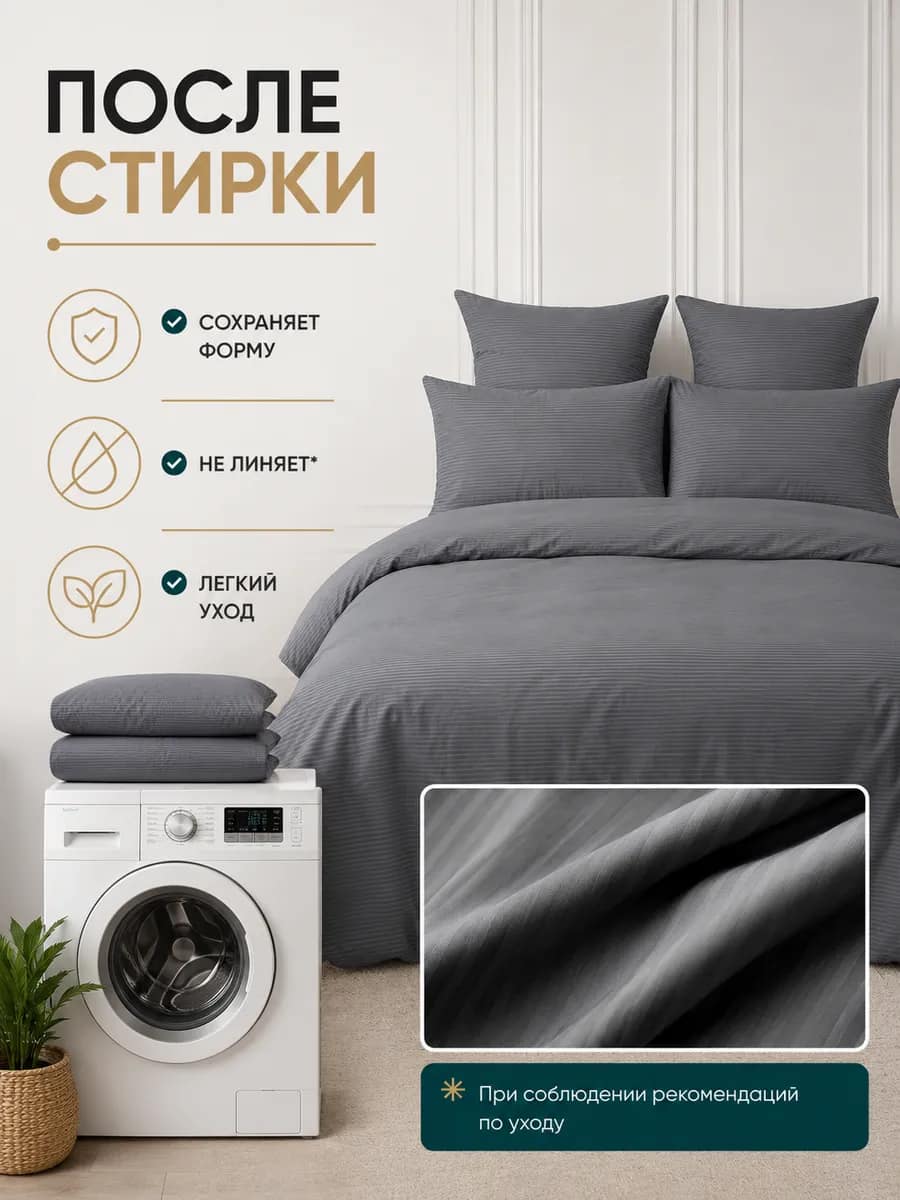 ПОСЛЕ
СТИРКИ
СОХРАНЯЕТ
ФОРМУ
НЕ ЛИНЯЕТ*
ЛЕГКИЙ
УХОД
* При соблюдении рекомендаций
по уходу